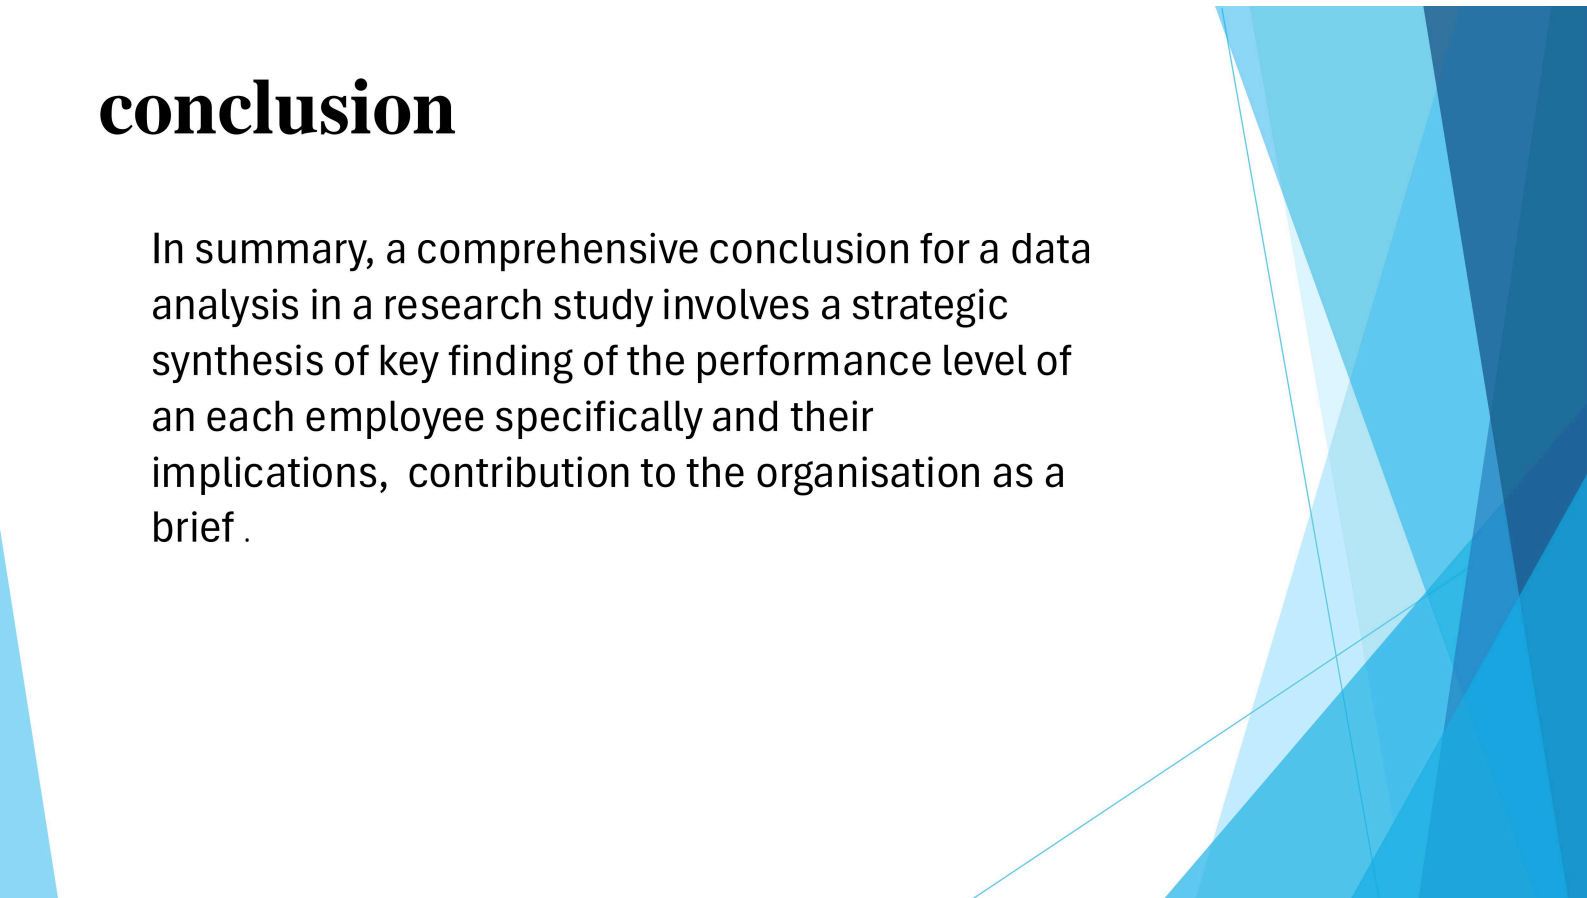 conclusion
In summary, a comprehensive conclusion for a data
analysis in a research study involves a strategic
synthesis of key finding of the performance level of
an each employee specifically and their
implications,  contribution to the organisation as a
brief .